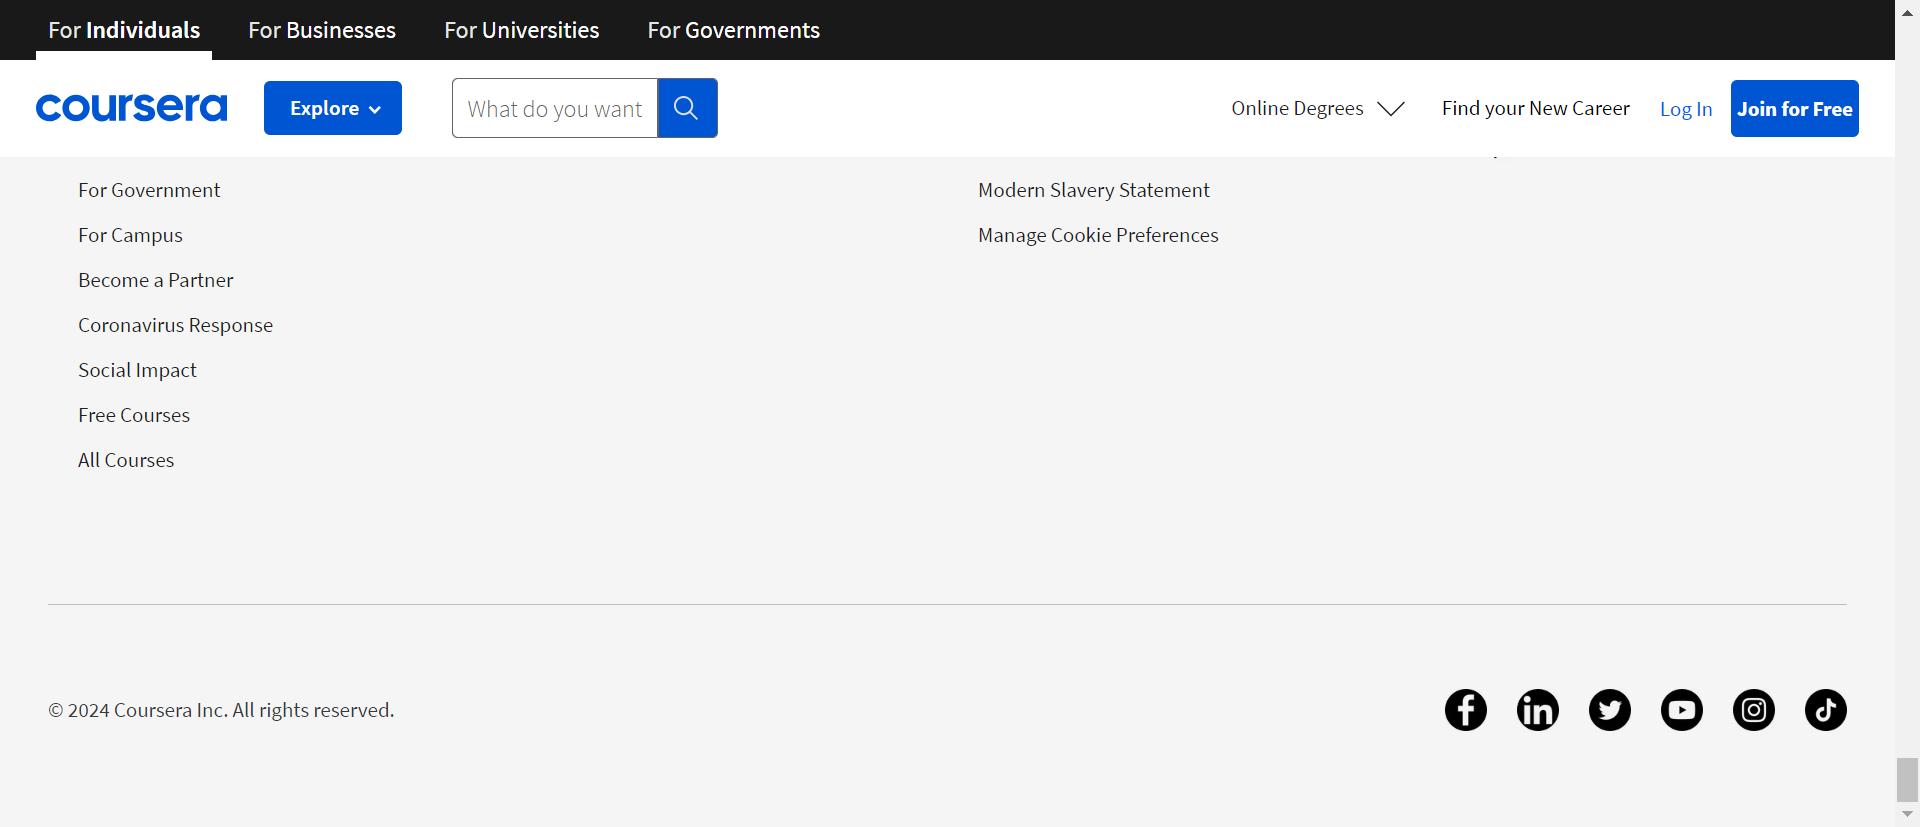 For Individuals For Businesses For Universities For Governments
coursera Explore What do you want Online Degrees Find your New Career Log In Join for Free
For Government
For Campus
Become a Partner
Coronavirus Response
Social Impact
Free Courses
All Courses
Modern Slavery Statement
Manage Cookie Preferences
© 2024 Coursera Inc. All rights reserved.